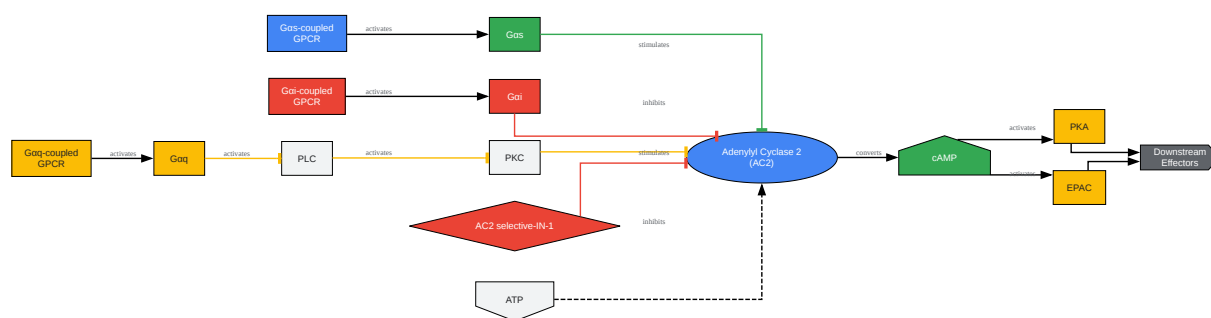 Gαs-coupled
GPCR
activates
Gαs
stimulates
Gαi-coupled
GPCR
activates
Gαi
inhibits
Gαq-coupled
GPCR
activates
Gαq
activates
PLC
activates
PKC
stimulates
Adenylyl Cyclase 2
(AC2)
converts
cAMP
activates
PKA
activates
EPAC
Downstream
Effectors
AC2 selective-IN-1
inhibits
ATP